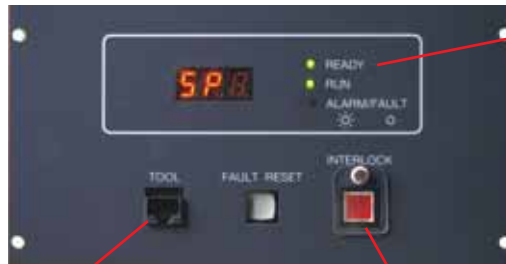 SP
READY
RUN
ALARM/FAULT
INTERLOCK
TOOL FAULT RESET